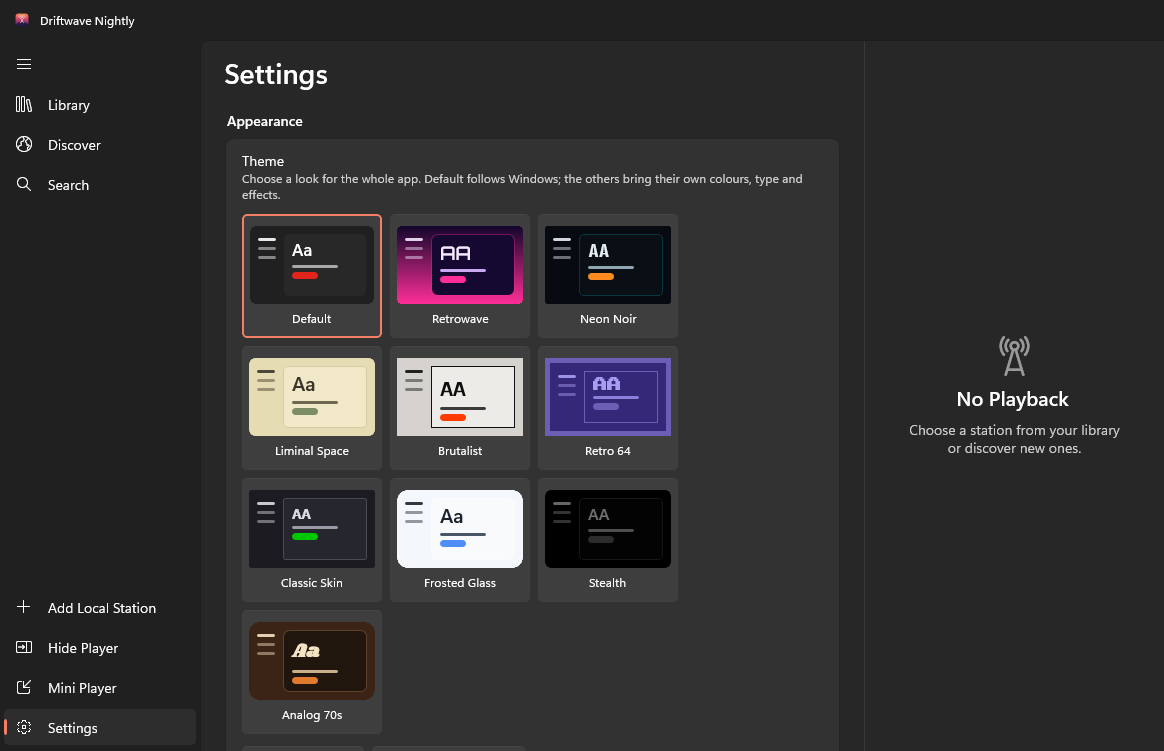 Driftwave Nightly
Library
Discover
Search
Add Local Station
Hide Player
Mini Player
Settings
Settings
Appearance
Theme
Choose a look for the whole app. Default follows Windows; the others bring their own colours, type and
effects.
Aa
Default
AA
Retrowave
AA
Neon Noir
Aa
Liminal Space
AA
Brutalist
AA
Retro 64
AA
Classic Skin
Aa
Frosted Glass
AA
Stealth
Aa
Analog 70s
No Playback
Choose a station from your library
or discover new ones.